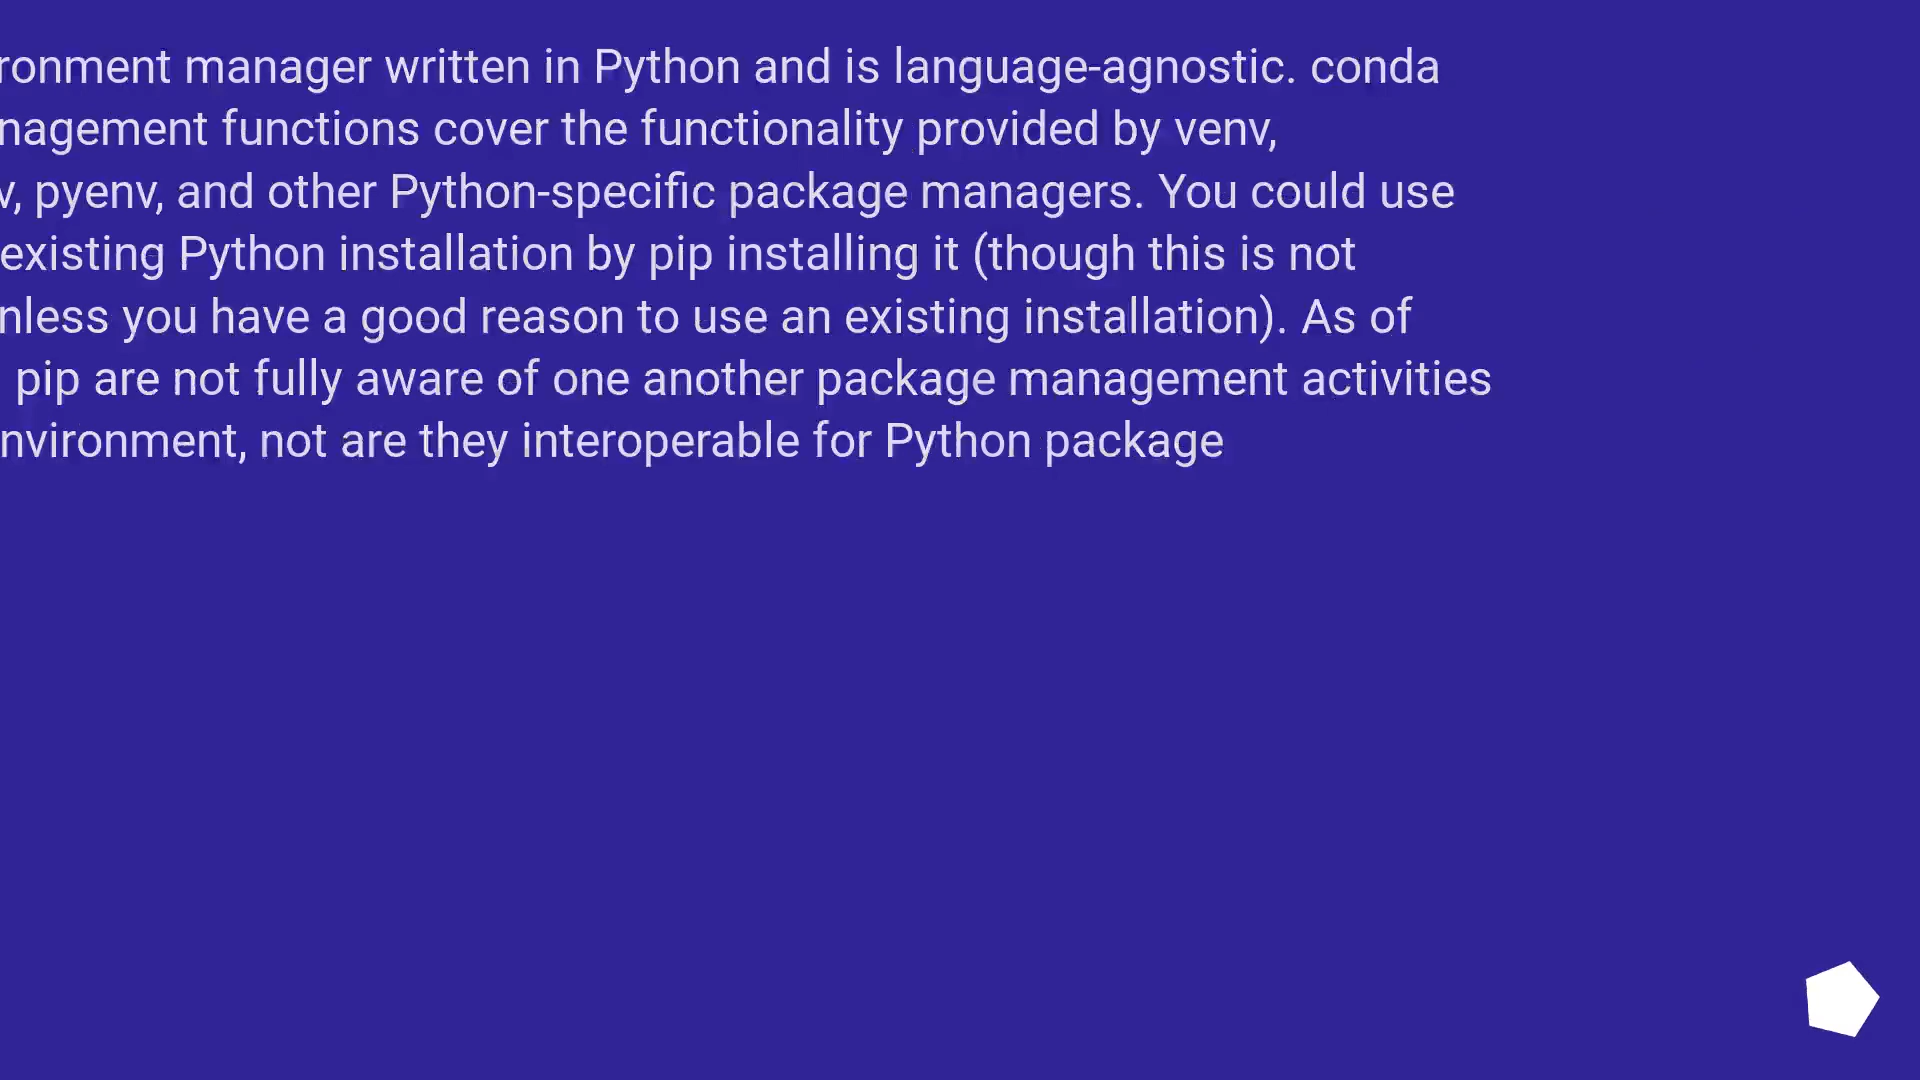 ronment manager written in Python and is language-agnostic. conda
nagement functions cover the functionality provided by venv,
v, pyenv, and other Python-specific package managers. You could use
existing Python installation by pip installing it (though this is not
nless you have a good reason to use an existing installation). As of
pip are not fully aware of one another package management activities
nvironment, not are they interoperable for Python package